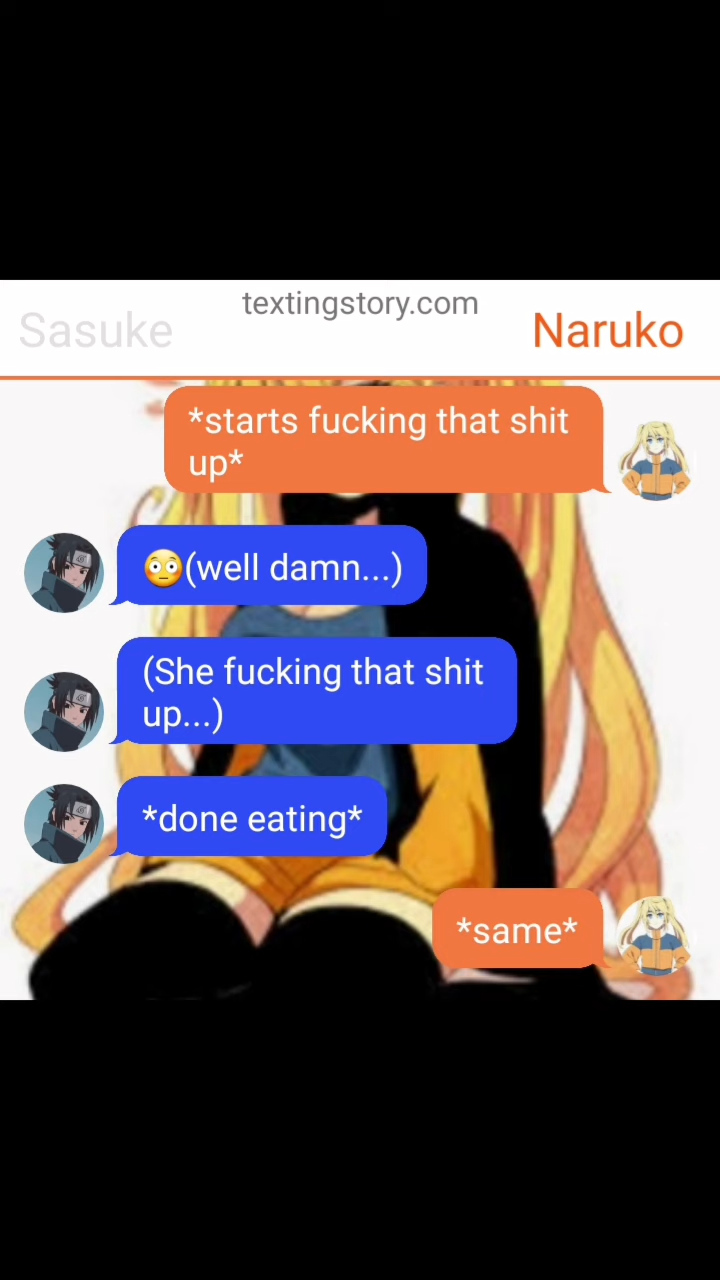 textingstory.com
Sasuke
Naruko
*starts fucking that shit
up*
😳(well damn...)
(She fucking that shit
up...)
*done eating*
*same*